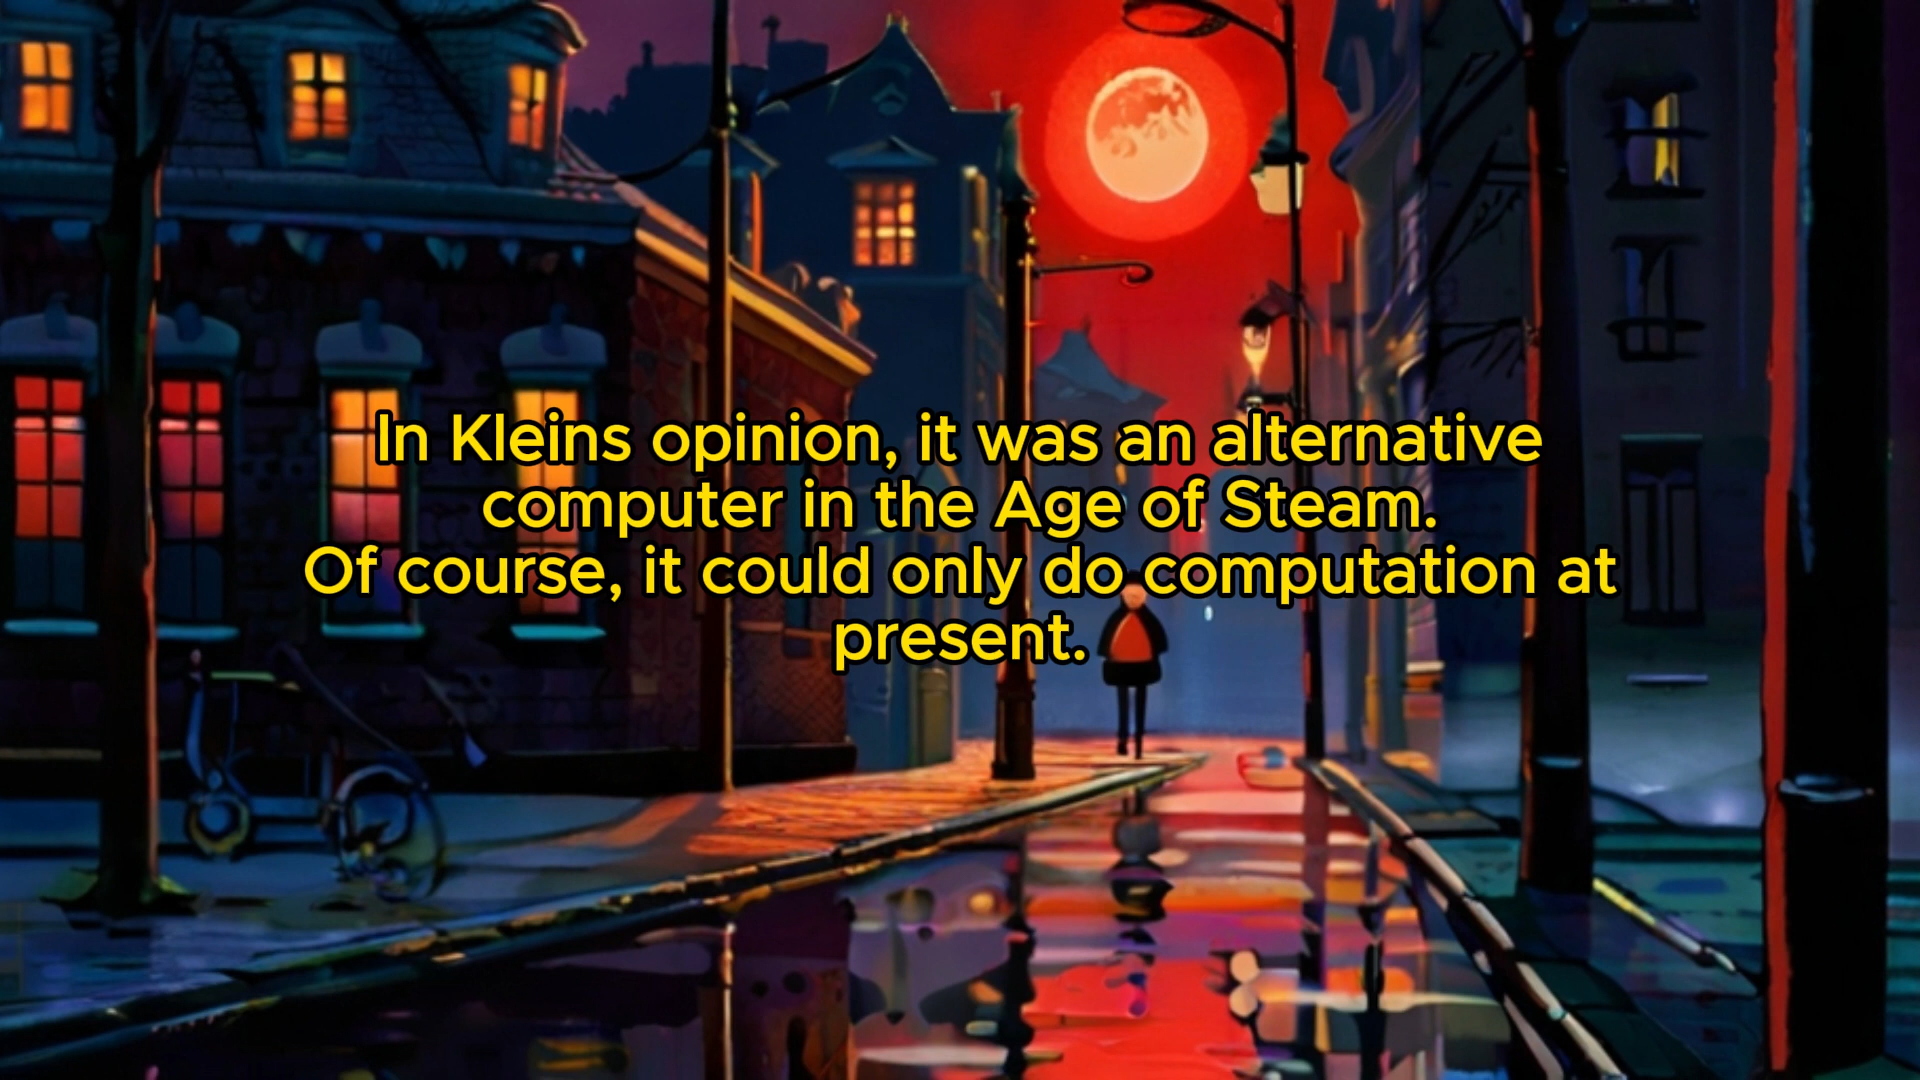 In Kleins opinion, it was an alternative
computer in the Age of Steam.
Of course, it could only do computation at
present.